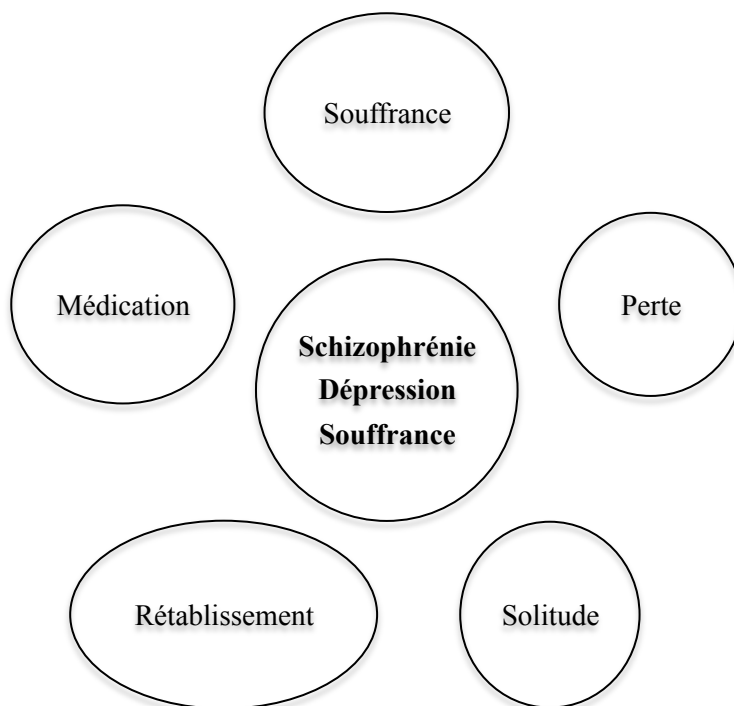 Souffrance
Médication
Perte
Schizophrénie
Dépression
Souffrance
Rétablissement
Solitude